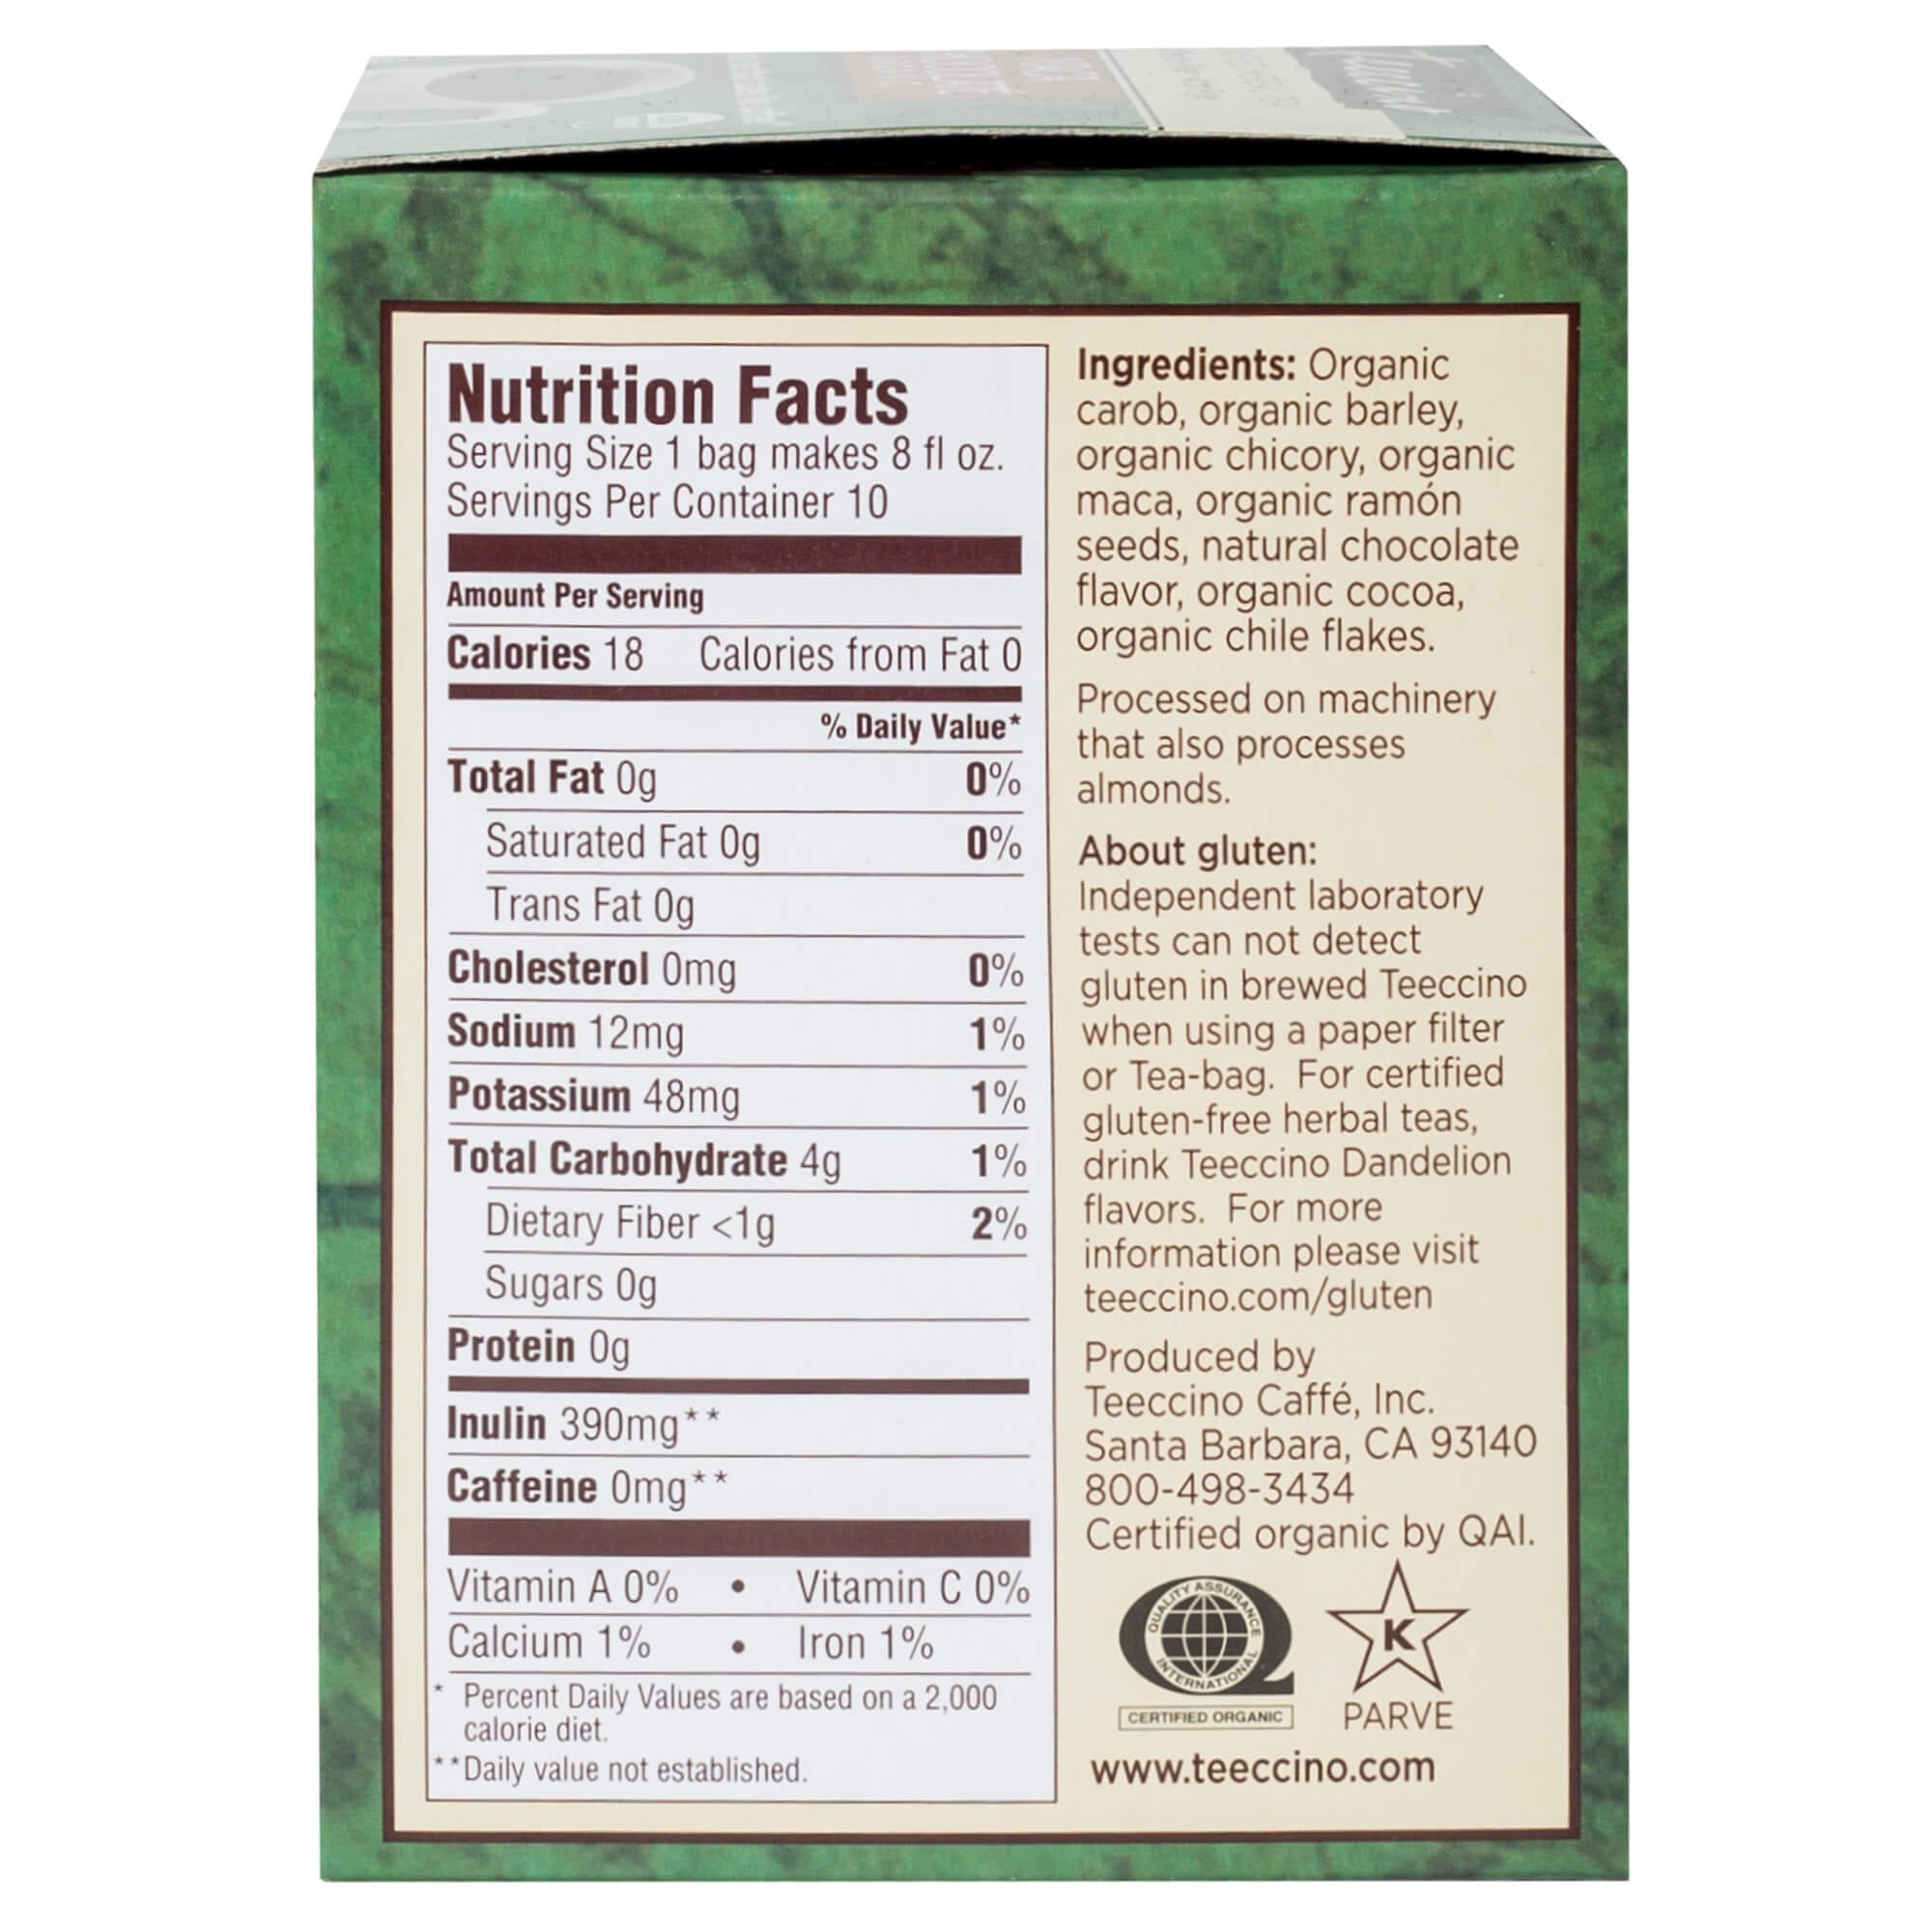 Nutrition Facts
Serving Size 1 bag makes 8 fl oz.
Servings Per Container 10
Amount Per Serving
Calories 18 Calories from Fat 0
% Daily Value*
Total Fat 0g 0%
Saturated Fat 0g 0%
Trans Fat 0g
Cholesterol 0mg 0%
Sodium 12mg 1%
Potassium 48mg 1%
Total Carbohydrate 4g 1%
Dietary Fiber <1g 2%
Sugars 0g
Protein 0g
Inulin 390mg**
Caffeine 0mg**
Vitamin A 0% • Vitamin C 0%
Calcium 1% • Iron 1%
* Percent Daily Values are based on a 2,000
calorie diet.
**Daily value not established.
Ingredients: Organic
carob, organic barley,
organic chicory, organic
maca, organic ramón
seeds, natural chocolate
flavor, organic cocoa,
organic chile flakes.
Processed on machinery
that also processes
almonds.
About gluten:
Independent laboratory
tests can not detect
gluten in brewed Teeccino
when using a paper filter
or Tea-bag. For certified
gluten-free herbal teas,
drink Teeccino Dandelion
flavors. For more
information please visit
teeccino.com/gluten
Produced by
Teeccino Caffé, Inc.
Santa Barbara, CA 93140
800-498-3434
Certified organic by QAI.
QUALITY ASSURANCE
INTERNATIONAL
CERTIFIED ORGANIC
K
PARVE
www.teeccino.com